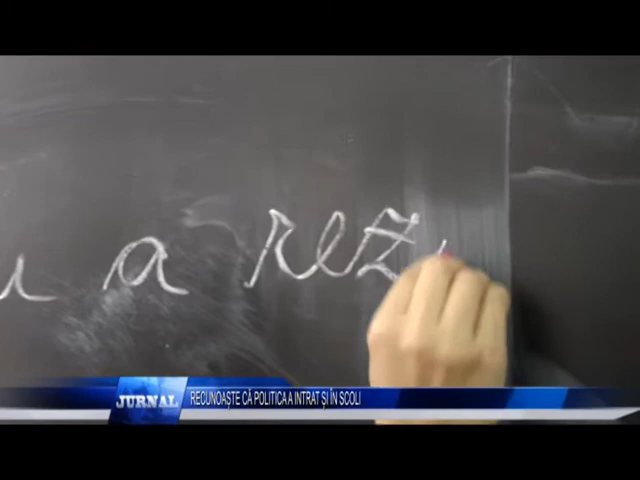 a rez
JURNAL
RECUNOAȘTE CĂ POLITICA A INTRAT ȘI ÎN SCOLI